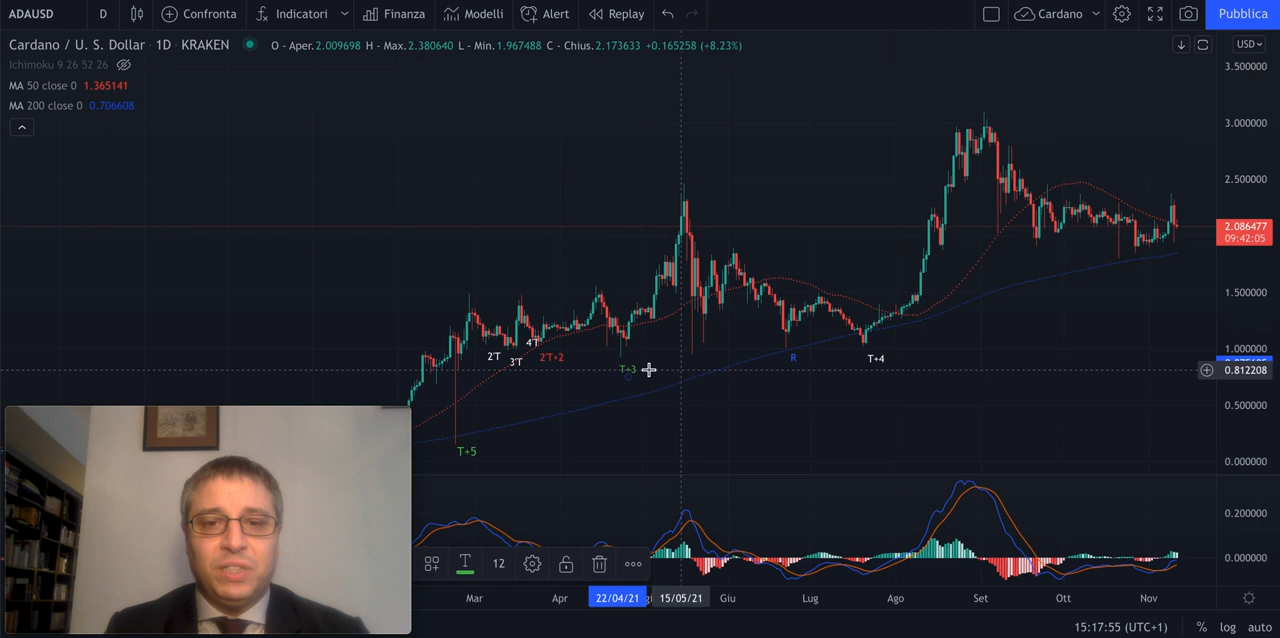 ADAUSD D Confronta Indicatori Finanza Modelli Alert Replay Cardano Pubblica
Cardano / U. S. Dollar · 1D · KRAKEN O - Aper.2.009698 H - Max.2.380640 L - Min.1.967488 C - Chius.2.173633 +0.165258 (+8.23%) USD
Ichimoku 9 26 52 26
3.500000
MA 50 close 0 1.365141
MA 200 close 0 0.706608
3.000000
2.500000
2.086477
09:42:05
1.500000
1.000000
4'T
2'T 3'T 2'T+2 R T+4
T+3
0.812208
0.500000
T+5
0.000000
0.200000
0.000000
12
Mar Apr 22/04/21 15/05/21 Giu Lug Ago Set Ott Nov
15:17:55 (UTC+1) % log auto